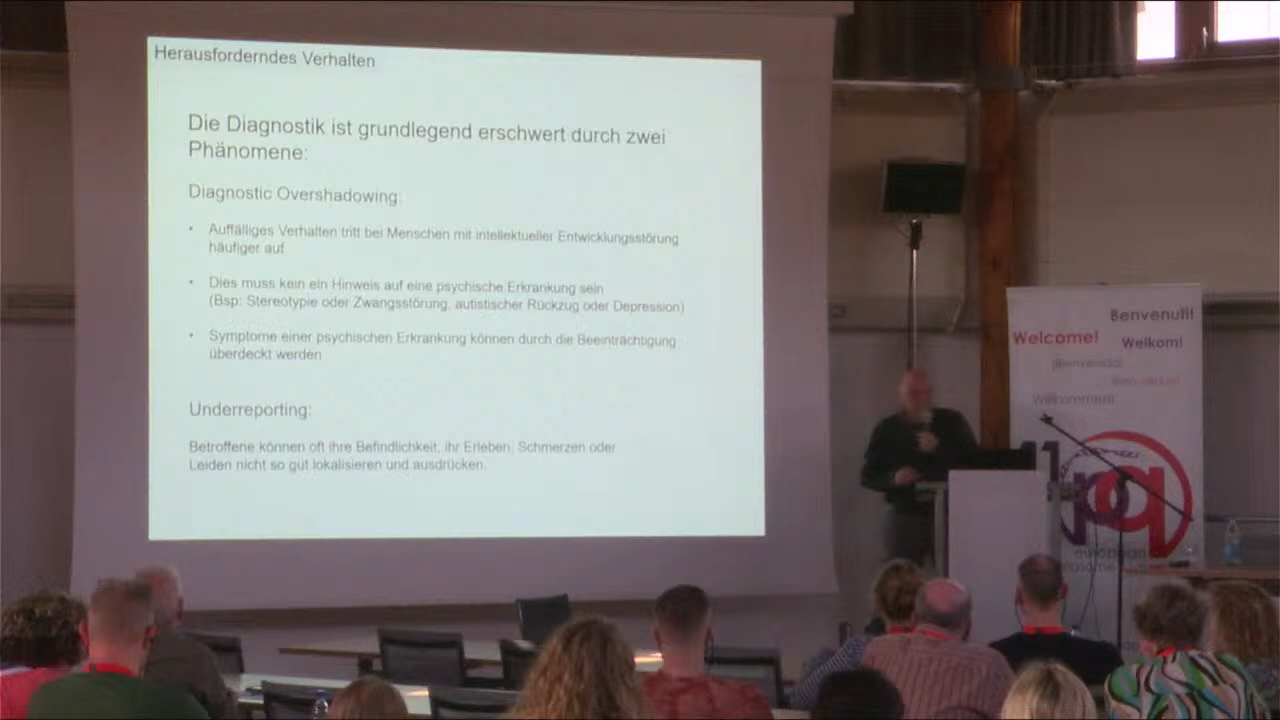 Herausforderndes Verhalten
Die Diagnostik ist grundlegend erschwert durch zwei
Phänomene:
Diagnostic Overshadowing:
• Auffälliges Verhalten tritt bei Menschen mit intellektueller Entwicklungsstörung
häufiger auf
• Dies muss kein ein Hinweis auf eine psychische Erkrankung sein
(Bsp: Stereotypie oder Zwangsstörung, autistischer Rückzug oder Depression)
• Symptome einer psychischen Erkrankung können durch die Beeinträchtigung
überdeckt werden
Underreporting:
Betroffene können oft ihre Befindlichkeit, ihr Erleben, Schmerzen oder
Leiden nicht so gut lokalisieren und ausdrücken.
Benvenuti!
Welcome!
Welkom!
¡Bienvenido!
Willkommen!
11
european